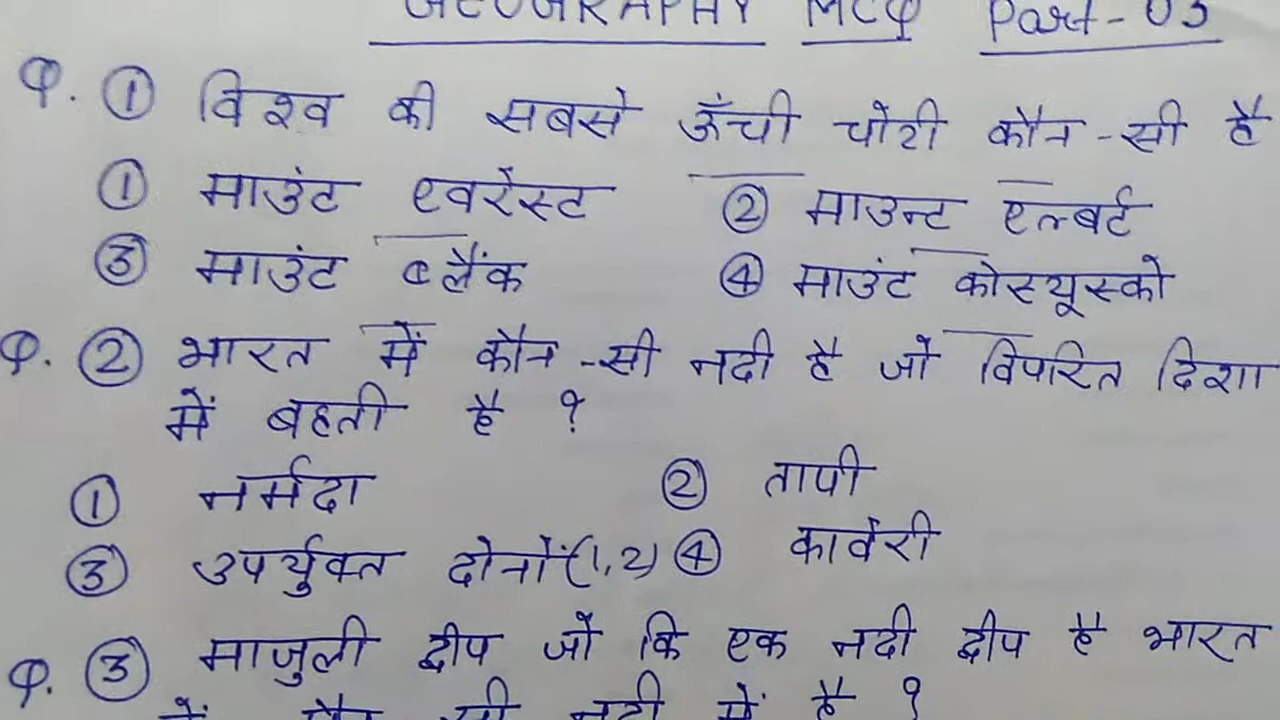 GEOGRAPHY MCQ Part-03
Q. ① विश्व की सबसे ऊँची चोटी कौन-सी है
① माउंट एवरेस्ट ② माउन्ट एल्बर्ट
③ माउंट ब्लैंक ④ माउंट कोस्यूस्को
Q. ② भारत में कौन-सी नदी है जो विपरित दिशा
में बहती है ?
① नर्मदा ② तापी
③ उपर्युक्त दोनों (1,2) ④ कावेरी
Q. ③ माजुली द्वीप जो कि एक नदी द्वीप है भारत
में कौन सी नदी में है ?